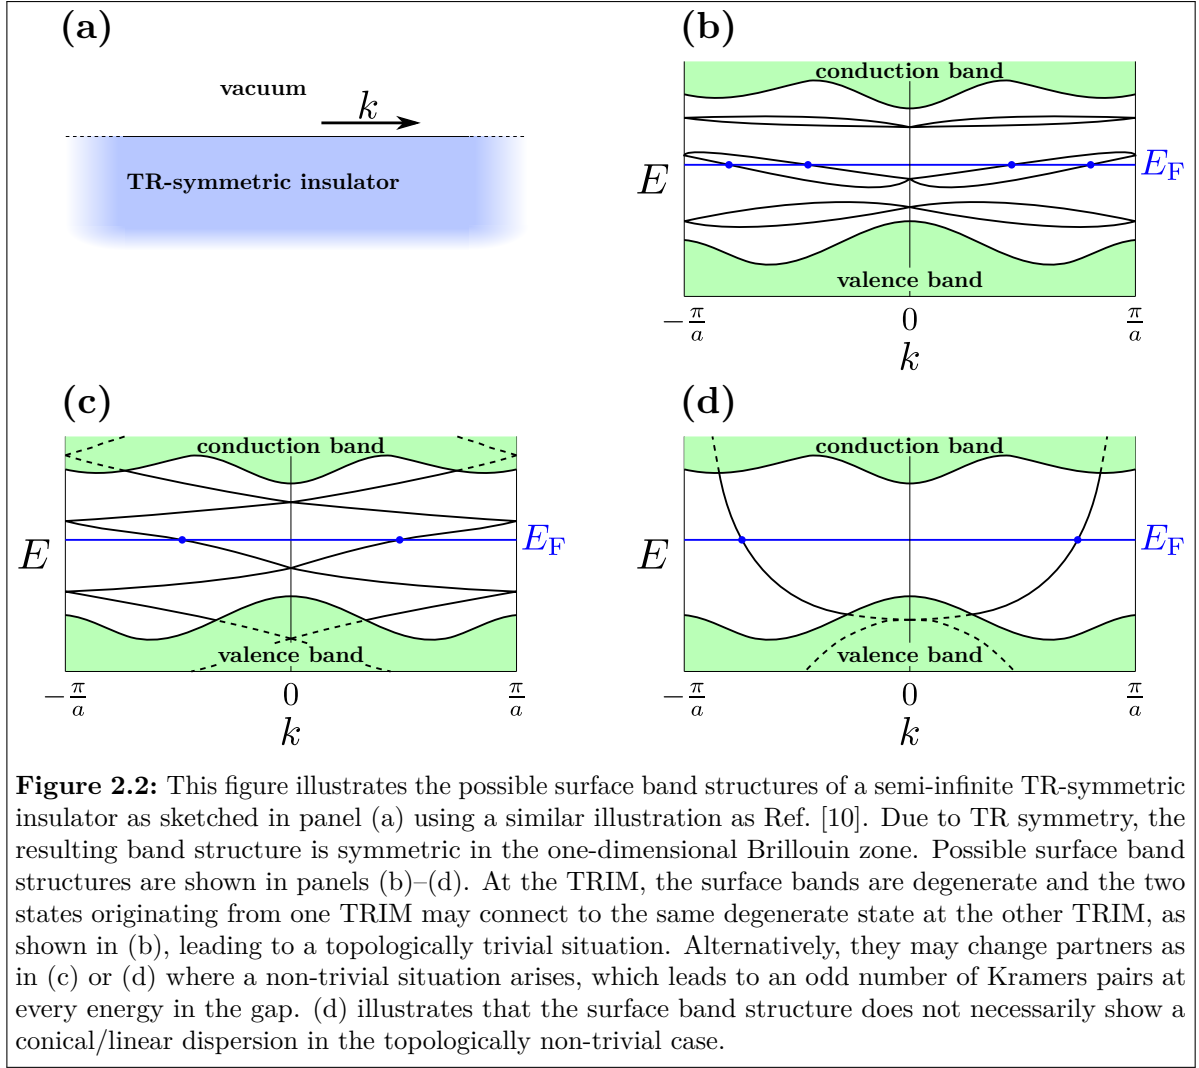 (a)
vacuum
k
TR-symmetric insulator
(b)
conduction band
E
E_F
valence band
−π/a
0
π/a
k
(c)
conduction band
E
E_F
valence band
−π/a
0
π/a
k
(d)
conduction band
E
E_F
valence band
−π/a
0
π/a
k
Figure 2.2: This figure illustrates the possible surface band structures of a semi-infinite TR-symmetric
insulator as sketched in panel (a) using a similar illustration as Ref. [10]. Due to TR symmetry, the
resulting band structure is symmetric in the one-dimensional Brillouin zone. Possible surface band
structures are shown in panels (b)–(d). At the TRIM, the surface bands are degenerate and the two
states originating from one TRIM may connect to the same degenerate state at the other TRIM, as
shown in (b), leading to a topologically trivial situation. Alternatively, they may change partners as
in (c) or (d) where a non-trivial situation arises, which leads to an odd number of Kramers pairs at
every energy in the gap. (d) illustrates that the surface band structure does not necessarily show a
conical/linear dispersion in the topologically non-trivial case.